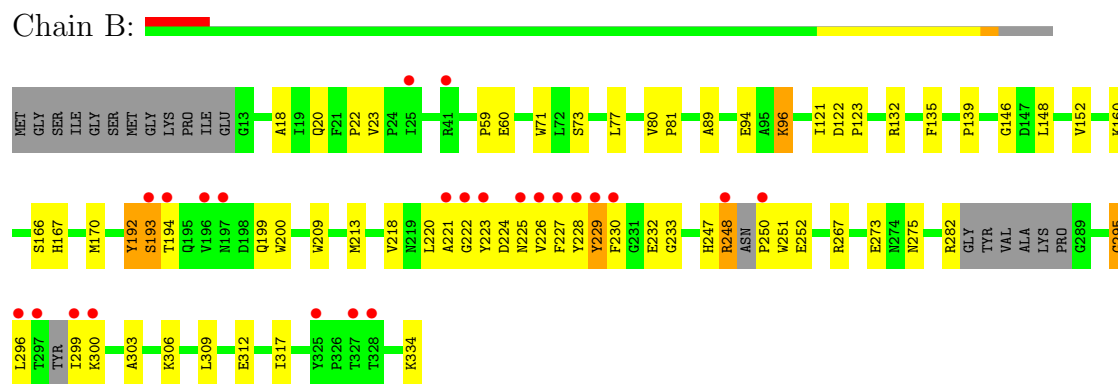 Chain B:
MET GLY SER ILE GLY SER MET GLY LYS PRO ILE GLU G13 A18 I19 Q20 F21 P22 V23 P24 I25 R41 P59 E60 W71 L72 S73 L77 V80 P81 A89 E94 A95 K96 I121 D122 P123 R132 F135 P139 G146 D147 L148 V152
S166 H167 M170 Y192 S193 T194 Q195 V196 N197 D198 Q199 W200 W209 M213 V218 N219 L220 A221 G222 Y223 D224 N225 V226 F227 Y228 Y229 F230 G231 E232 G233 H247 R248 ASN P250 W251 E252 R267 E273 N274 N275 R282 GLY TYR VAL ALA LYS PRO G289
L296 T297 TYR I299 K300 A303 K306 L309 E312 I317 Y325 P326 T327 T328 K334